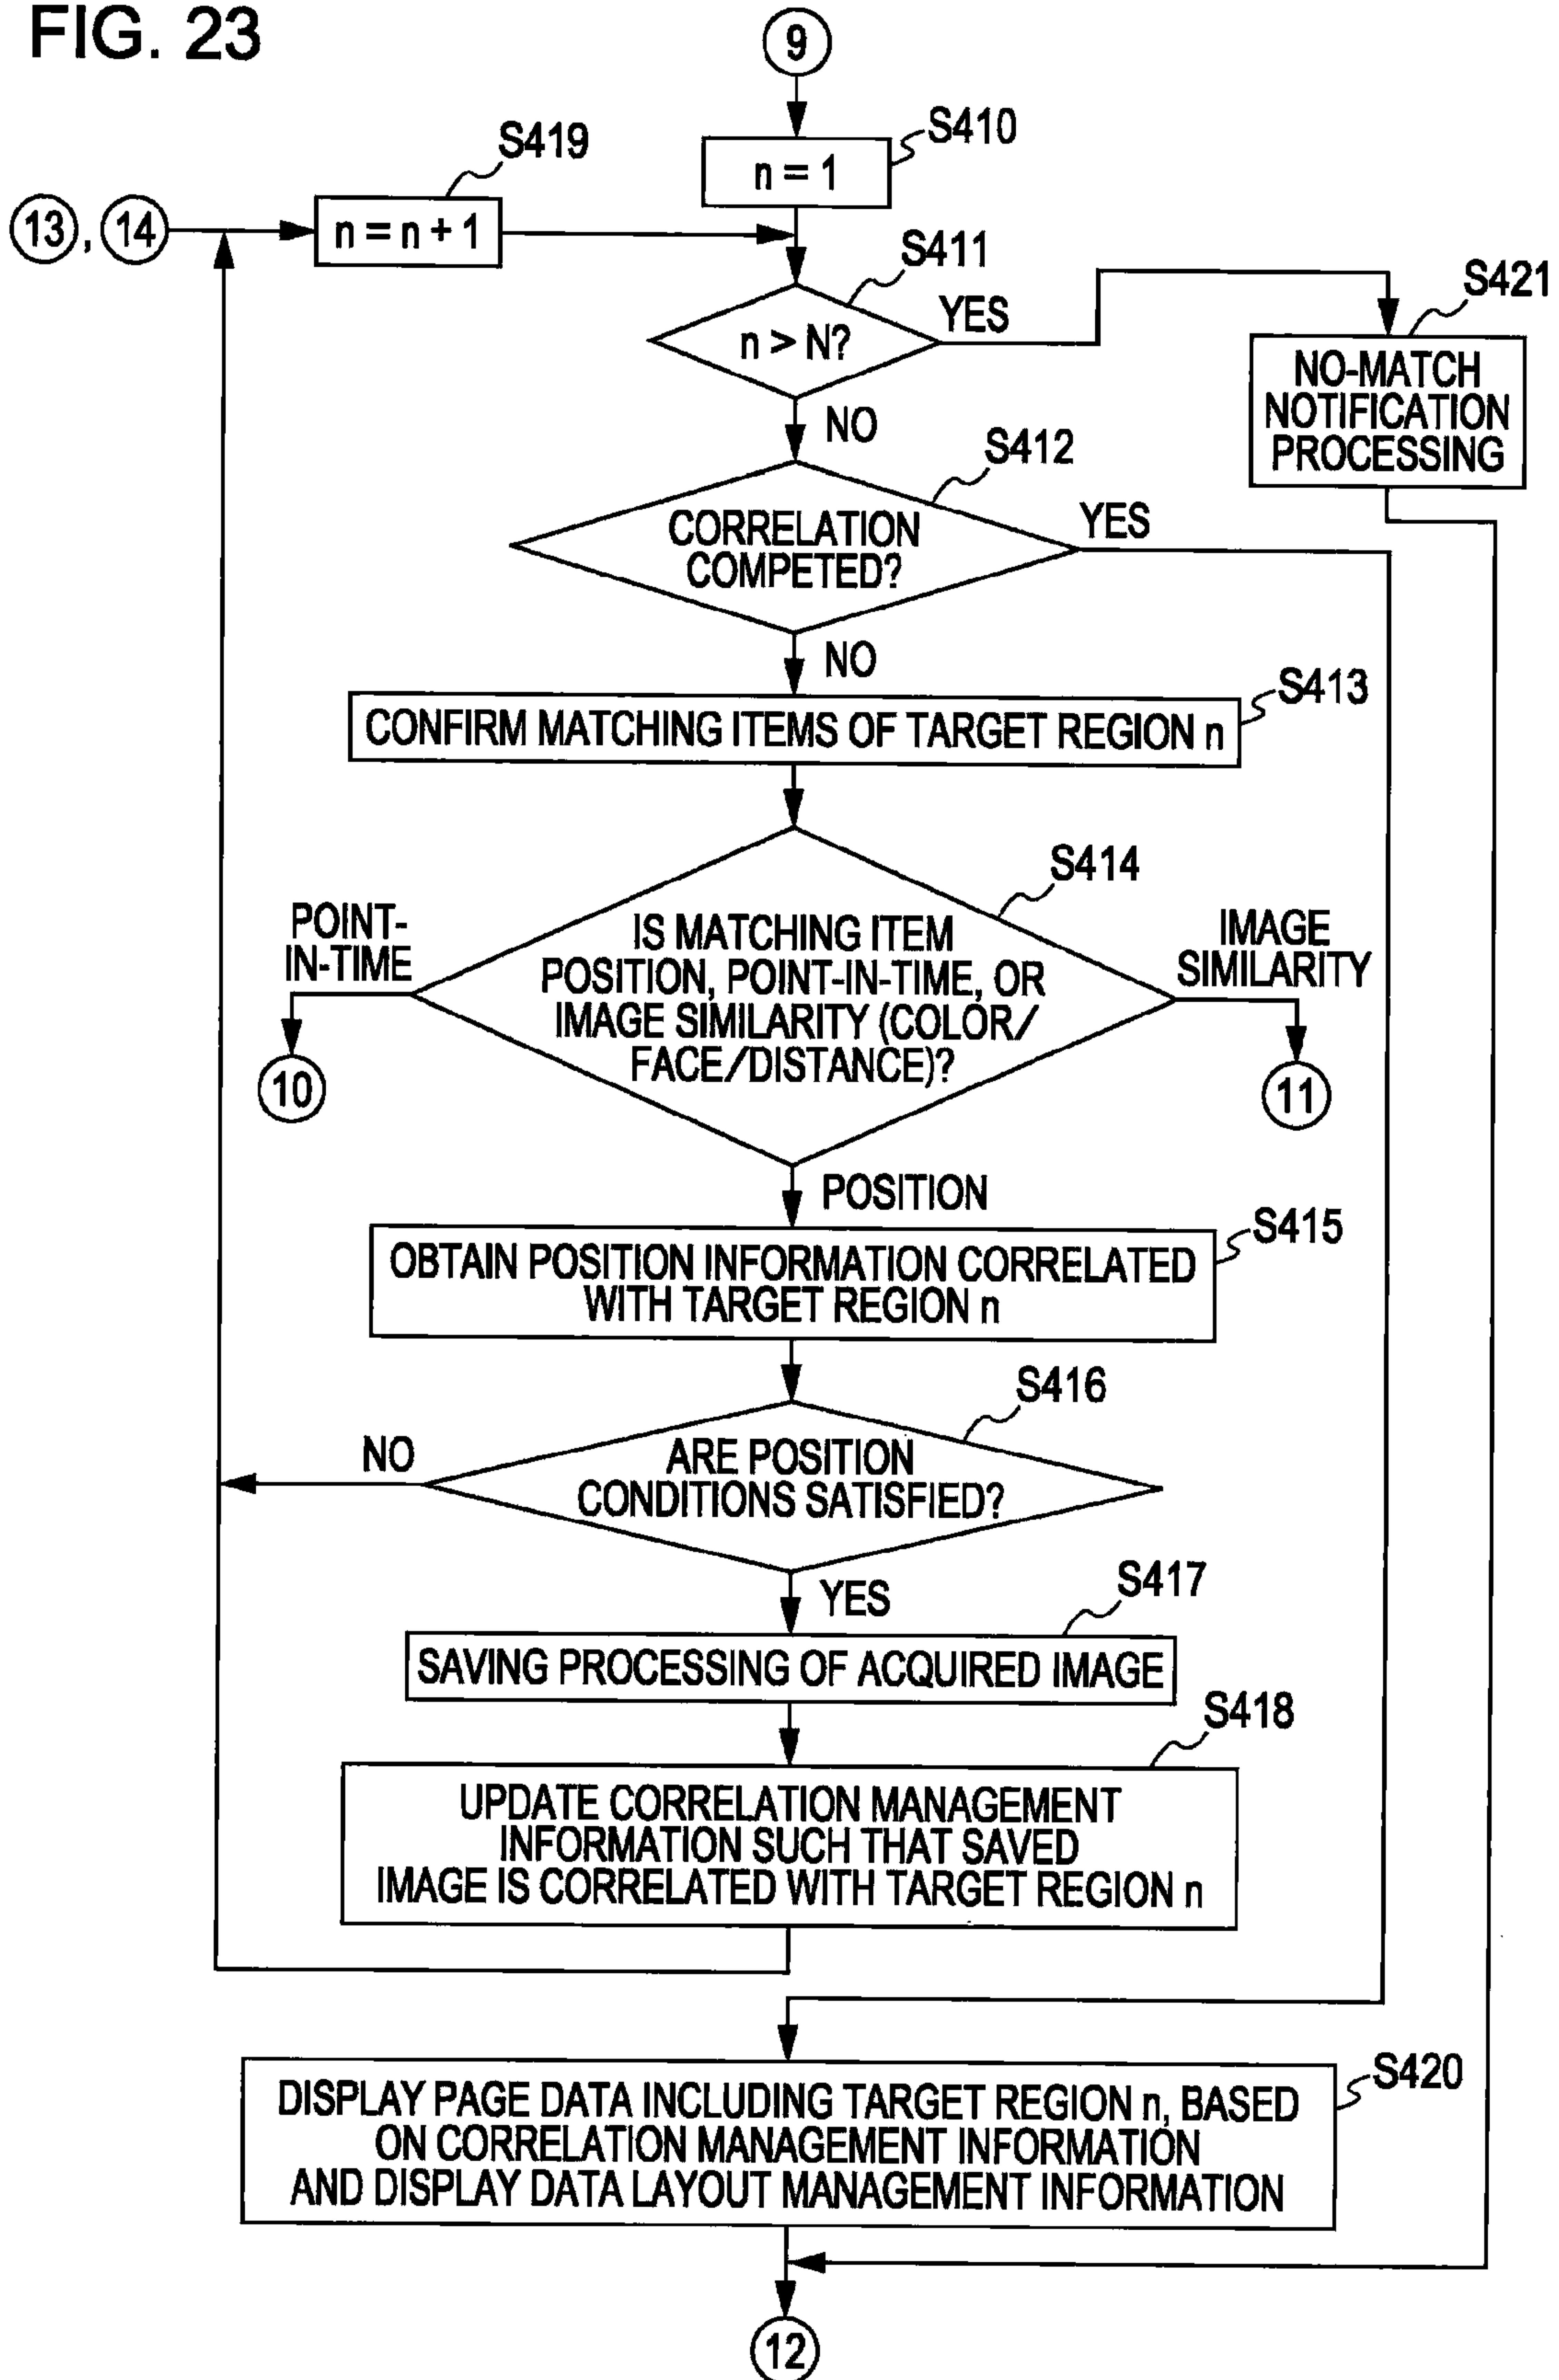 FIG. 23
9
S410
n = 1
S419
13, 14
n = n + 1
S411
n > N?
YES
S421
NO-MATCH
NOTIFICATION
PROCESSING
NO
S412
CORRELATION
COMPETED?
YES
NO
S413
CONFIRM MATCHING ITEMS OF TARGET REGION n
S414
POINT-
IN-TIME
IS MATCHING ITEM
POSITION, POINT-IN-TIME, OR
IMAGE SIMILARITY (COLOR/
FACE/DISTANCE)?
IMAGE
SIMILARITY
10
11
POSITION
S415
OBTAIN POSITION INFORMATION CORRELATED
WITH TARGET REGION n
S416
NO
ARE POSITION
CONDITIONS SATISFIED?
YES
S417
SAVING PROCESSING OF ACQUIRED IMAGE
S418
UPDATE CORRELATION MANAGEMENT
INFORMATION SUCH THAT SAVED
IMAGE IS CORRELATED WITH TARGET REGION n
S420
DISPLAY PAGE DATA INCLUDING TARGET REGION n, BASED
ON CORRELATION MANAGEMENT INFORMATION
AND DISPLAY DATA LAYOUT MANAGEMENT INFORMATION
12